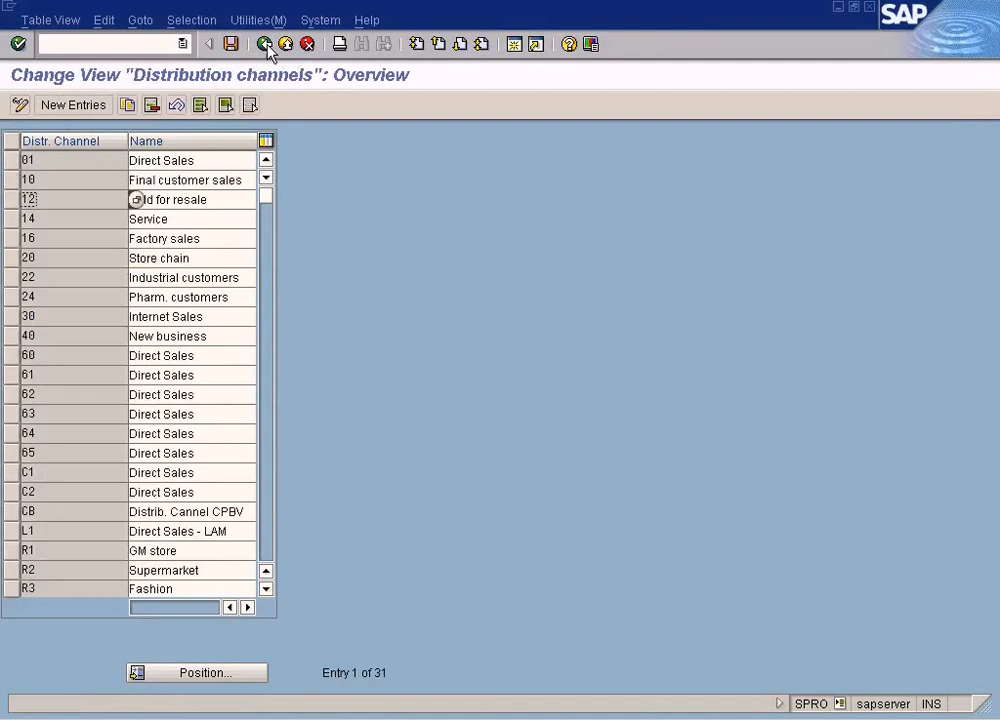 Table View Edit Goto Selection Utilities(M) System Help
SAP
Change View "Distribution channels": Overview
New Entries
Distr. Channel Name
01 Direct Sales
10 Final customer sales
12 ld for resale
14 Service
16 Factory sales
20 Store chain
22 Industrial customers
24 Pharm. customers
30 Internet Sales
40 New business
60 Direct Sales
61 Direct Sales
62 Direct Sales
63 Direct Sales
64 Direct Sales
65 Direct Sales
C1 Direct Sales
C2 Direct Sales
CB Distrib. Cannel CPBV
L1 Direct Sales - LAM
R1 GM store
R2 Supermarket
R3 Fashion
Position... Entry 1 of 31
SPRO sapserver INS